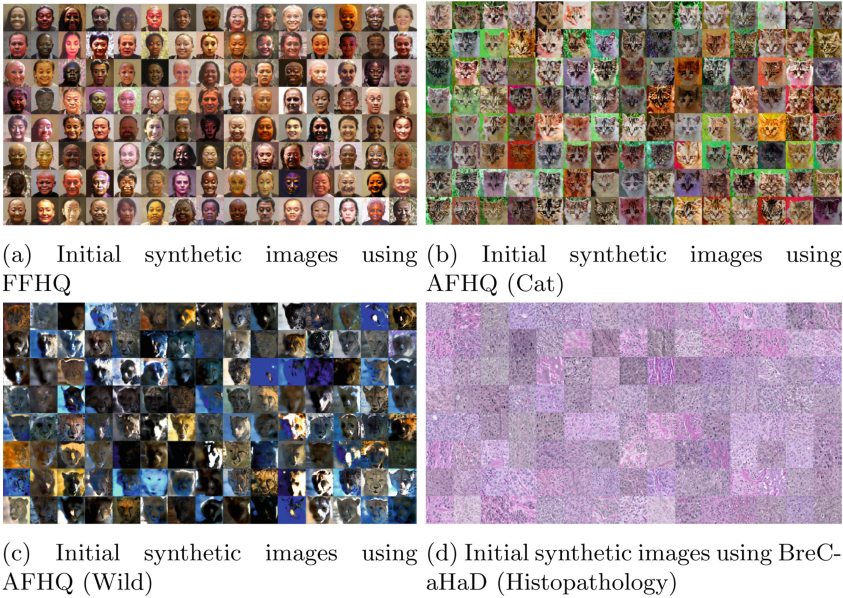 (a) Initial synthetic images using
FFHQ
(b) Initial synthetic images using
AFHQ (Cat)
(c) Initial synthetic images using
AFHQ (Wild)
(d) Initial synthetic images using BreC-
aHaD (Histopathology)